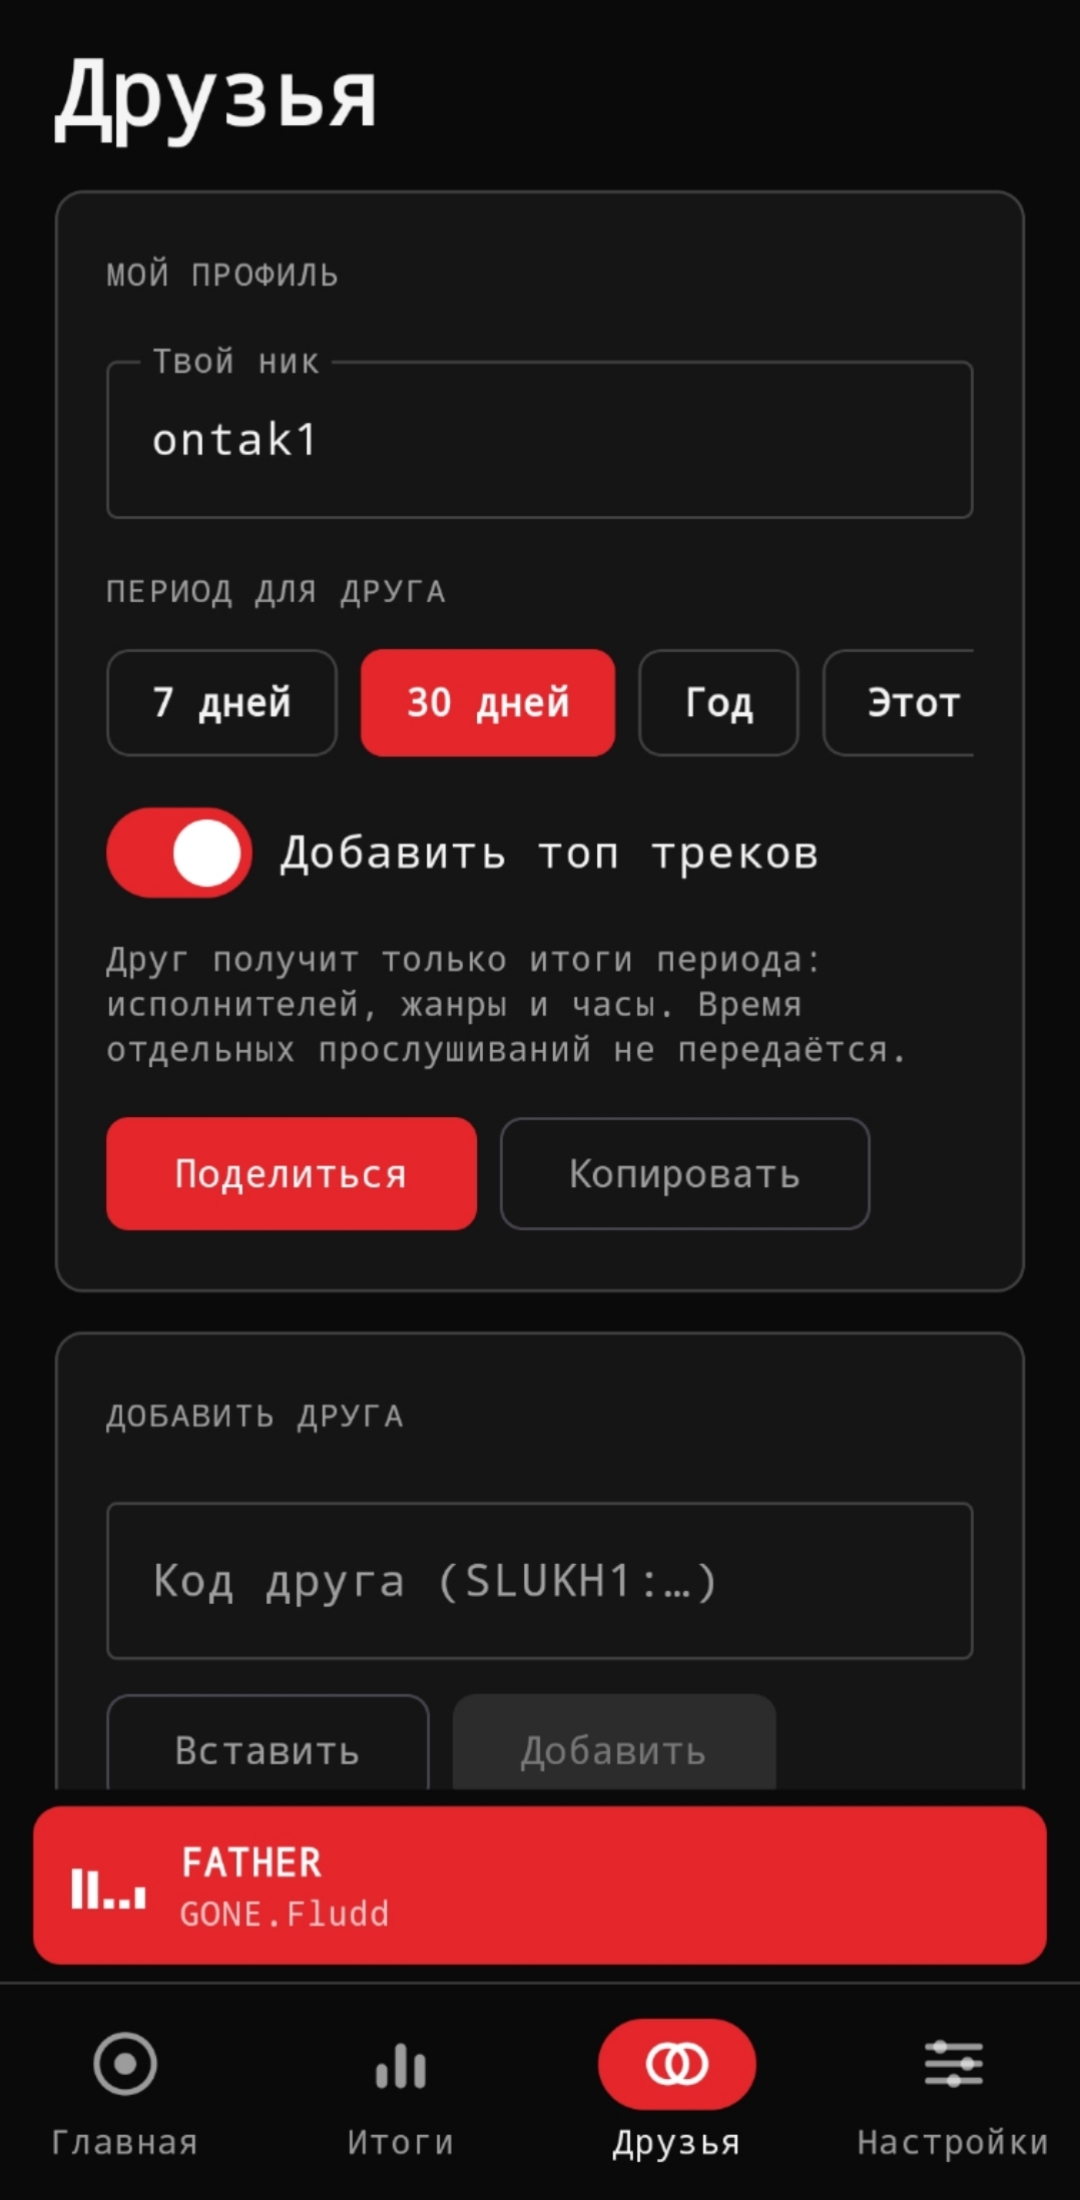 Друзья
МОЙ ПРОФИЛЬ
Твой ник
ontak1
ПЕРИОД ДЛЯ ДРУГА
7 дней 30 дней Год Этот
Добавить топ треков
Друг получит только итоги периода:
исполнителей, жанры и часы. Время
отдельных прослушиваний не передаётся.
Поделиться Копировать
ДОБАВИТЬ ДРУГА
Код друга (SLUKH1:…)
Вставить Добавить
FATHER
GONE.Fludd
Главная Итоги Друзья Настройки